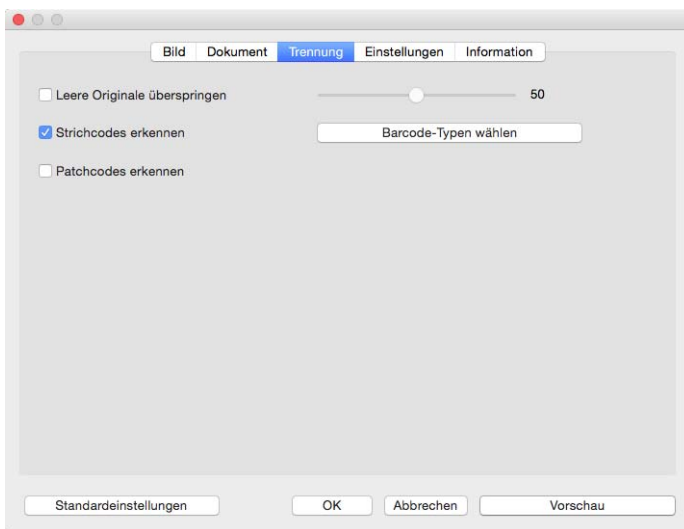 Bild Dokument Trennung Einstellungen Information
Leere Originale überspringen 50
Strichcodes erkennen Barcode-Typen wählen
Patchcodes erkennen
Standardeinstellungen OK Abbrechen Vorschau